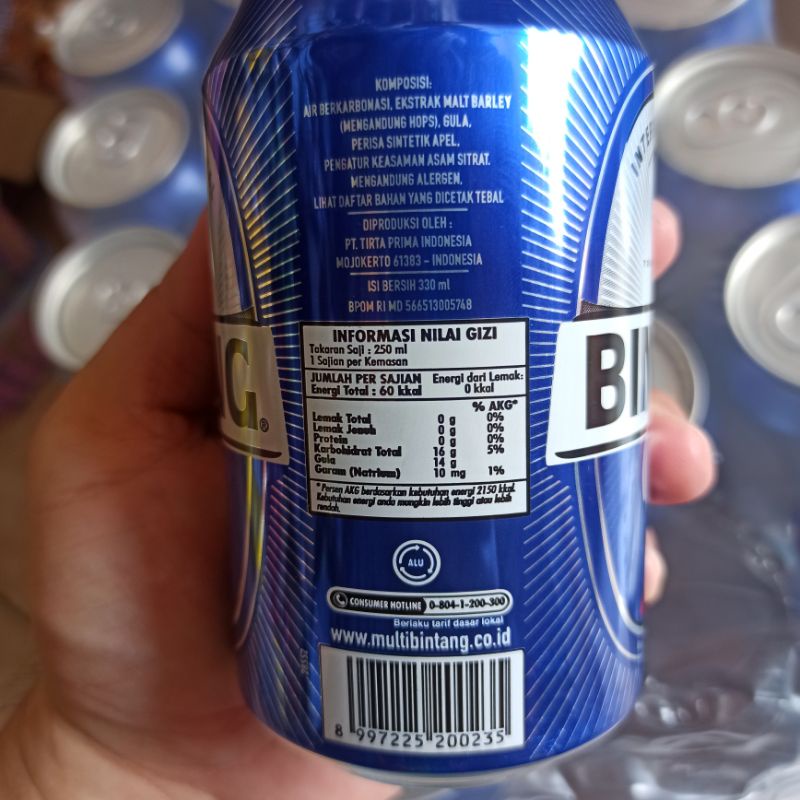 KOMPOSISI:
AIR BERKARBONASI, EKSTRAK MALT BARLEY
(MENGANDUNG HOPS), GULA,
PERISA SINTETIK APEL,
PENGATUR KEASAMAN ASAM SITRAT.
MENGANDUNG ALERGEN,
LIHAT DAFTAR BAHAN YANG DICETAK TEBAL
DIPRODUKSI OLEH :
PT. TIRTA PRIMA INDONESIA
MOJOKERTO 61383 - INDONESIA
ISI BERSIH 330 ml
BPOM RI MD 566513005748
INFORMASI NILAI GIZI
Takaran Saji : 250 ml
1 Sajian per Kemasan
JUMLAH PER SAJIAN Energi dari Lemak:
Energi Total : 60 kkal 0 kkal
% AKG*
Lemak Total 0 g 0%
Lemak Jenuh 0 g 0%
Protein 0 g 0%
Karbohidrat Total 16 g 5%
Gula 14 g
Garam (Natrium) 10 mg 1%
*Persen AKG berdasarkan kebutuhan energi 2150 kkal.
Kebutuhan energi anda mungkin lebih tinggi atau lebih
rendah.
ALU
CONSUMER HOTLINE 0-804-1-200-300
Berlaku tarif dasar lokal
www.multibintang.co.id
8 997225 200235
NG®
BIN